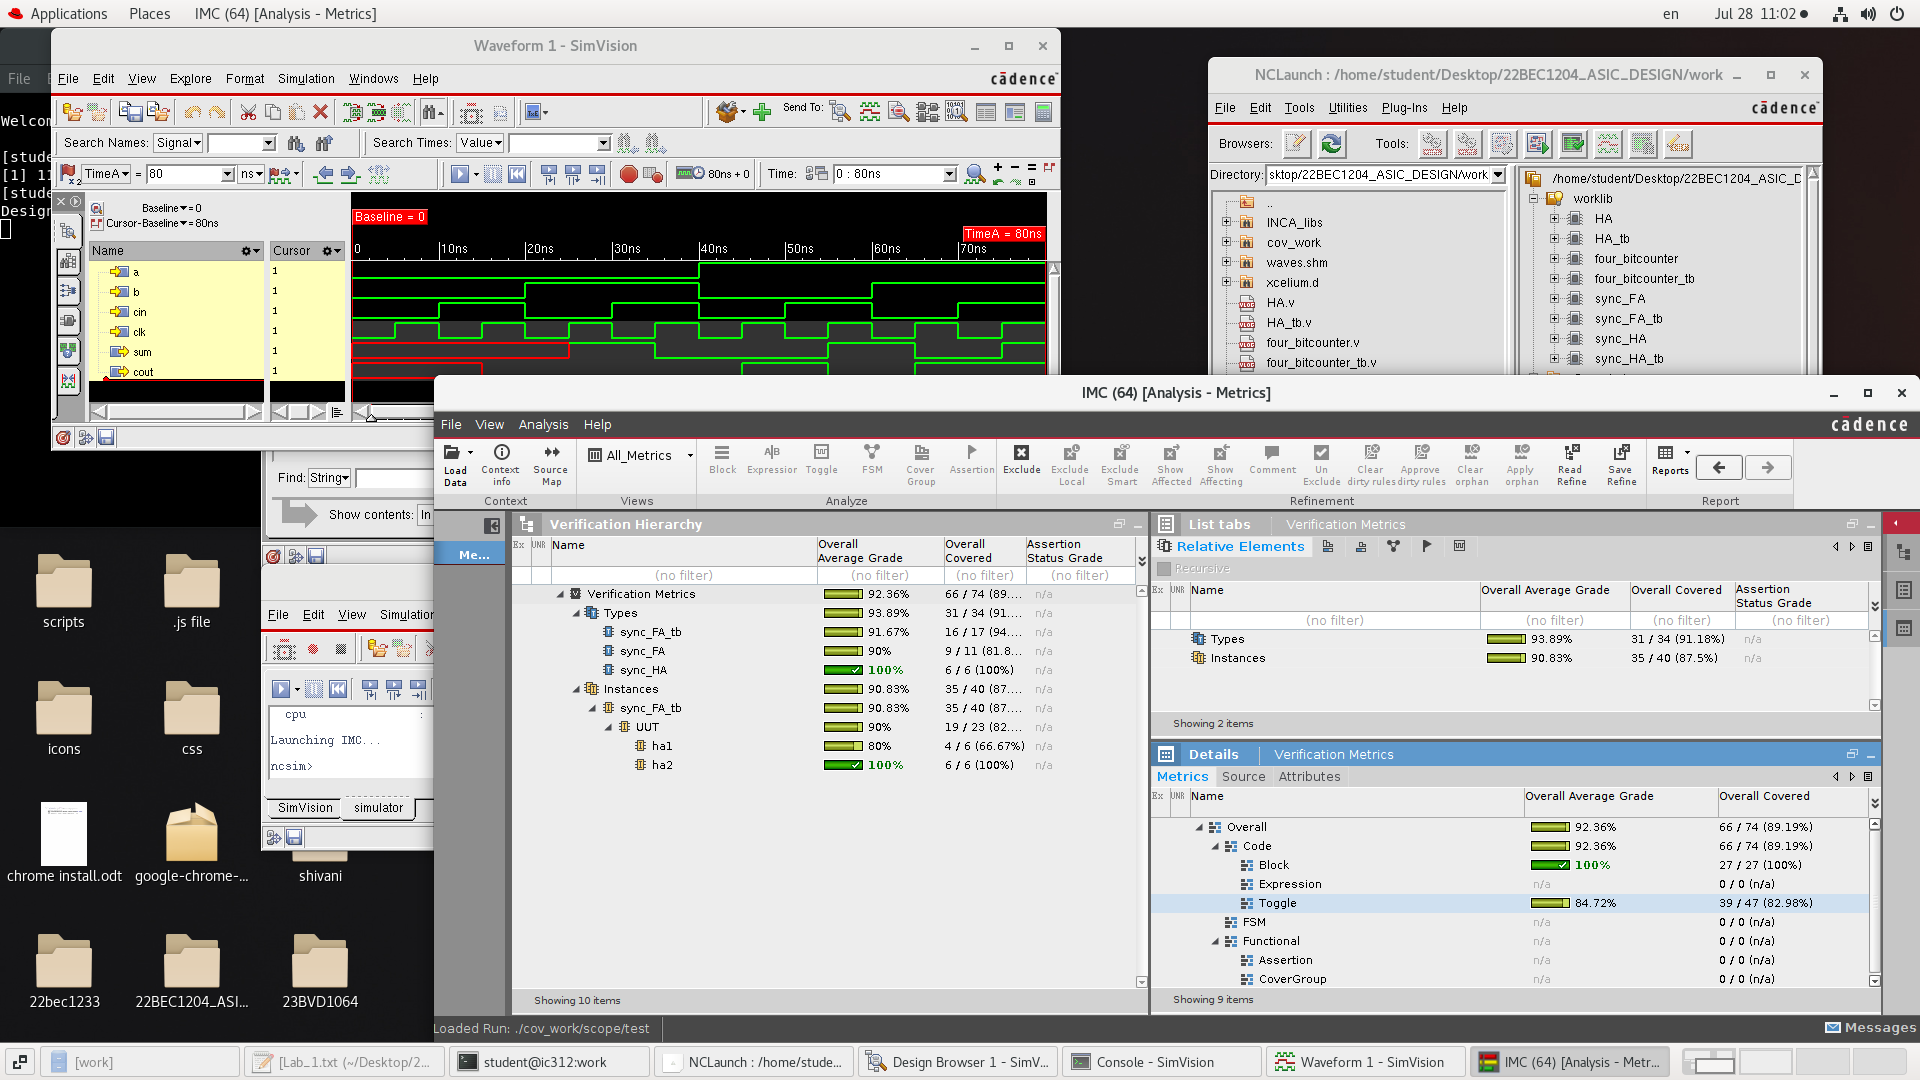 Applications Places IMC (64) [Analysis - Metrics]
en Jul 28 11:02
File
Welcom
[stude
[1] 11
[stude
Design
Waveform 1 - SimVision
File Edit View Explore Format Simulation Windows Help
cādence
Send To:
Search Names: Signal
Search Times: Value
TimeA = 80 ns
80ns + 0
Time: 0 : 80ns
Baseline = 0
Cursor-Baseline = 80ns
Name Cursor
Baseline = 0
TimeA = 80ns
0 10ns 20ns 30ns 40ns 50ns 60ns 70ns
a 1
b 1
cin 1
clk 1
sum 1
cout 1
NCLaunch : /home/student/Desktop/22BEC1204_ASIC_DESIGN/work
File Edit Tools Utilities Plug-Ins Help
cādence
Browsers: Tools:
Directory: sktop/22BEC1204_ASIC_DESIGN/work
..
INCA_libs
cov_work
waves.shm
xcelium.d
HA.v
HA_tb.v
four_bitcounter.v
four_bitcounter_tb.v
/home/student/Desktop/22BEC1204_ASIC_D
worklib
HA
HA_tb
four_bitcounter
four_bitcounter_tb
sync_FA
sync_FA_tb
sync_HA
sync_HA_tb
Find: String
Show contents: In
File Edit View Simulation
cpu :
Launching IMC...
ncsim>
SimVision simulator
IMC (64) [Analysis - Metrics]
File View Analysis Help
cādence
Load Data
Context info
Source Map
All_Metrics
Block Expression Toggle FSM Cover Group Assertion
Exclude
Exclude Local
Exclude Smart
Show Affected
Show Affecting
Comment
Un Exclude
Clear dirty rules
Approve dirty rules
Clear orphan
Apply orphan
Read Refine
Save Refine
Reports
Context Views Analyze Refinement Report
Me...
Verification Hierarchy
Ex UNR Name Overall Average Grade Overall Covered Assertion Status Grade
(no filter) (no filter) (no filter) (no filter)
Verification Metrics 92.36% 66 / 74 (89.... n/a
Types 93.89% 31 / 34 (91.... n/a
sync_FA_tb 91.67% 16 / 17 (94.... n/a
sync_FA 90% 9 / 11 (81.8... n/a
sync_HA 100% 6 / 6 (100%) n/a
Instances 90.83% 35 / 40 (87.... n/a
sync_FA_tb 90.83% 35 / 40 (87.... n/a
UUT 90% 19 / 23 (82.... n/a
ha1 80% 4 / 6 (66.67%) n/a
ha2 100% 6 / 6 (100%) n/a
Showing 10 items
List tabs Verification Metrics
Relative Elements
Recursive
Ex UNR Name Overall Average Grade Overall Covered Assertion Status Grade
(no filter) (no filter) (no filter) (no filter)
Types 93.89% 31 / 34 (91.18%) n/a
Instances 90.83% 35 / 40 (87.5%) n/a
Showing 2 items
Details Verification Metrics
Metrics Source Attributes
Ex UNR Name Overall Average Grade Overall Covered
Overall 92.36% 66 / 74 (89.19%)
Code 92.36% 66 / 74 (89.19%)
Block 100% 27 / 27 (100%)
Expression n/a 0 / 0 (n/a)
Toggle 84.72% 39 / 47 (82.98%)
FSM n/a 0 / 0 (n/a)
Functional n/a 0 / 0 (n/a)
Assertion n/a 0 / 0 (n/a)
CoverGroup n/a 0 / 0 (n/a)
Showing 9 items
Loaded Run: ./cov_work/scope/test
Messages
scripts .js file
icons css
chrome install.odt google-chrome-... shivani
22bec1233 22BEC1204_ASI... 23BVD1064
[work]
[Lab_1.txt (~/Desktop/2...
student@ic312:work
NCLaunch : /home/stude...
Design Browser 1 - SimV...
Console - SimVision
Waveform 1 - SimVision
IMC (64) [Analysis - Metr...